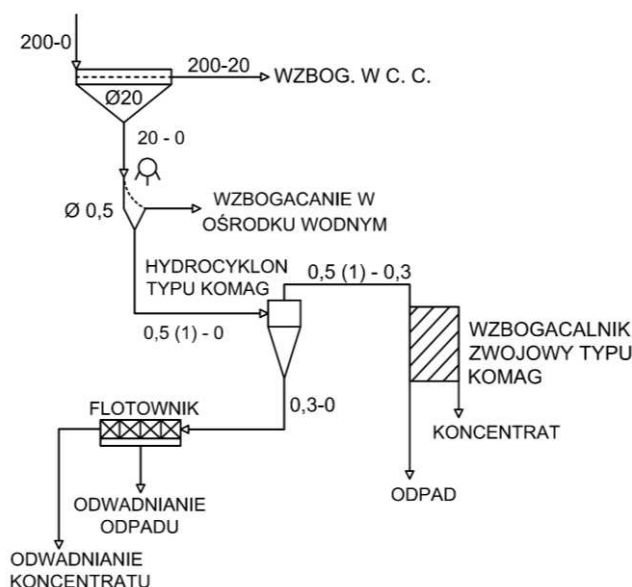 200-0
200-20
WZBOG. W C. C.
Ø20
20 - 0
Ø 0,5
WZBOGACANIE W
OŚRODKU WODNYM
HYDROCYKLON
TYPU KOMAG
0,5 (1) - 0,3
0,5 (1) - 0
WZBOGACALNIK
ZWOJOWY TYPU
KOMAG
FLOTOWNIK
0,3-0
KONCENTRAT
ODPAD
ODWADNIANIE
ODPADU
ODWADNIANIE
KONCENTRATU